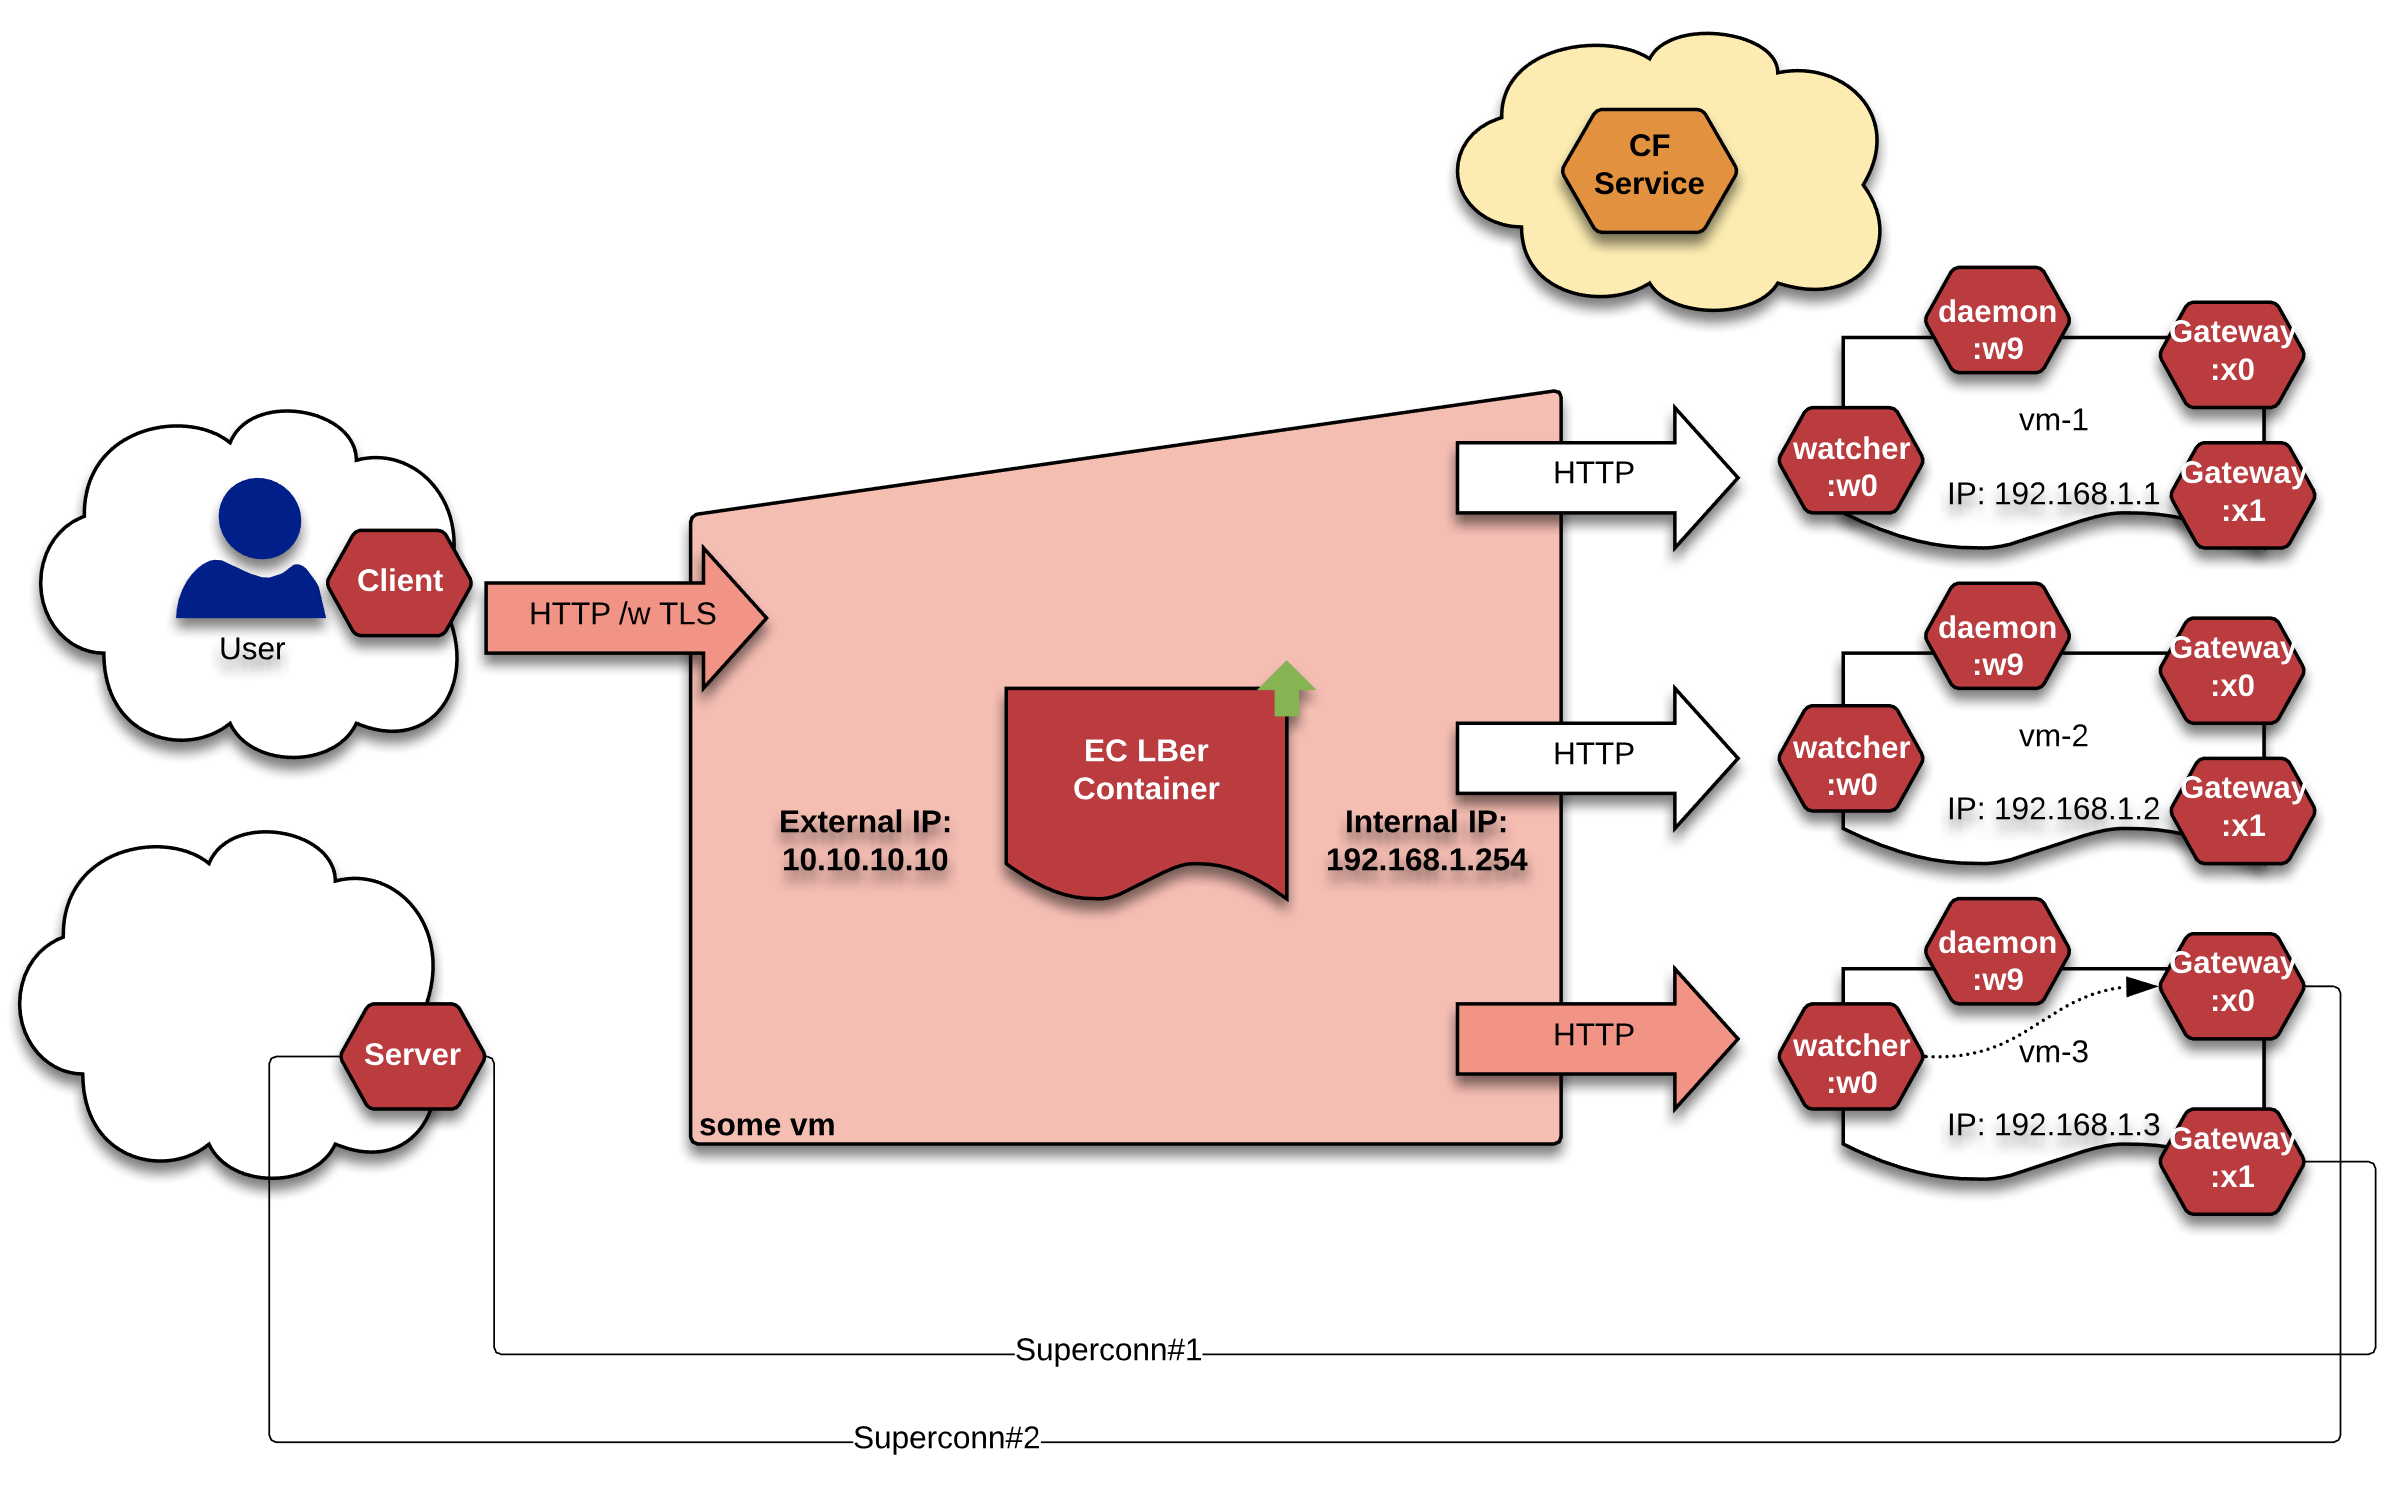 CF
Service
daemon
:w9
Gateway
:x0
vm-1
watcher
:w0
HTTP
IP: 192.168.1.1
Gateway
:x1
Client
User
HTTP /w TLS
daemon
:w9
Gateway
:x0
vm-2
watcher
:w0
HTTP
IP: 192.168.1.2
Gateway
:x1
EC LBer
Container
External IP:
10.10.10.10
Internal IP:
192.168.1.254
daemon
:w9
Gateway
:x0
vm-3
watcher
:w0
HTTP
IP: 192.168.1.3
Gateway
:x1
Server
some vm
Superconn#1
Superconn#2